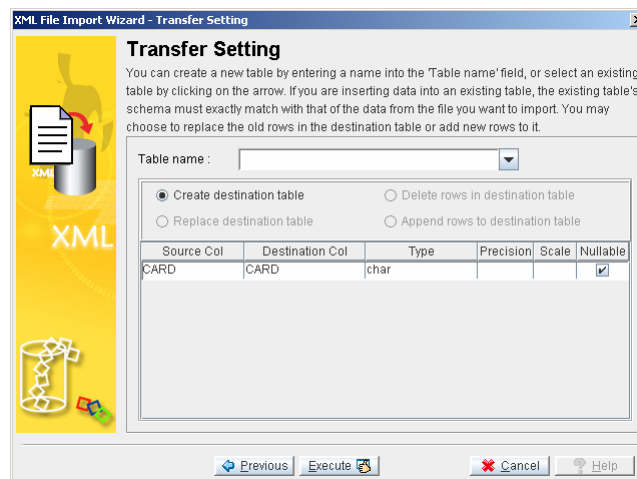 XML File Import Wizard - Transfer Setting
Transfer Setting
You can create a new table by entering a name into the 'Table name' field, or select an existing
table by clicking on the arrow. If you are inserting data into an existing table, the existing table's
schema must exactly match with that of the data from the file you want to import. You may
choose to replace the old rows in the destination table or add new rows to it.
Table name :
Create destination table
Delete rows in destination table
Replace destination table
Append rows to destination table
Source Col Destination Col Type Precision Scale Nullable
CARD CARD char
XML
XML
Previous Execute Cancel Help